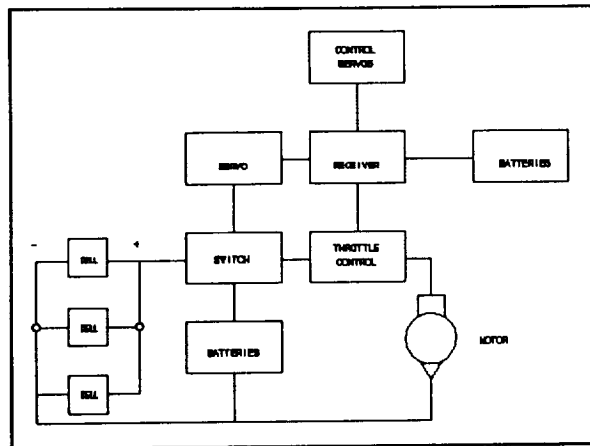 CONTROL
SERVOS
SERVO
RECEIVER
BATTERIES
- +
CELL
SWITCH
THROTTLE
CONTROL
CELL
BATTERIES
MOTOR
CELL